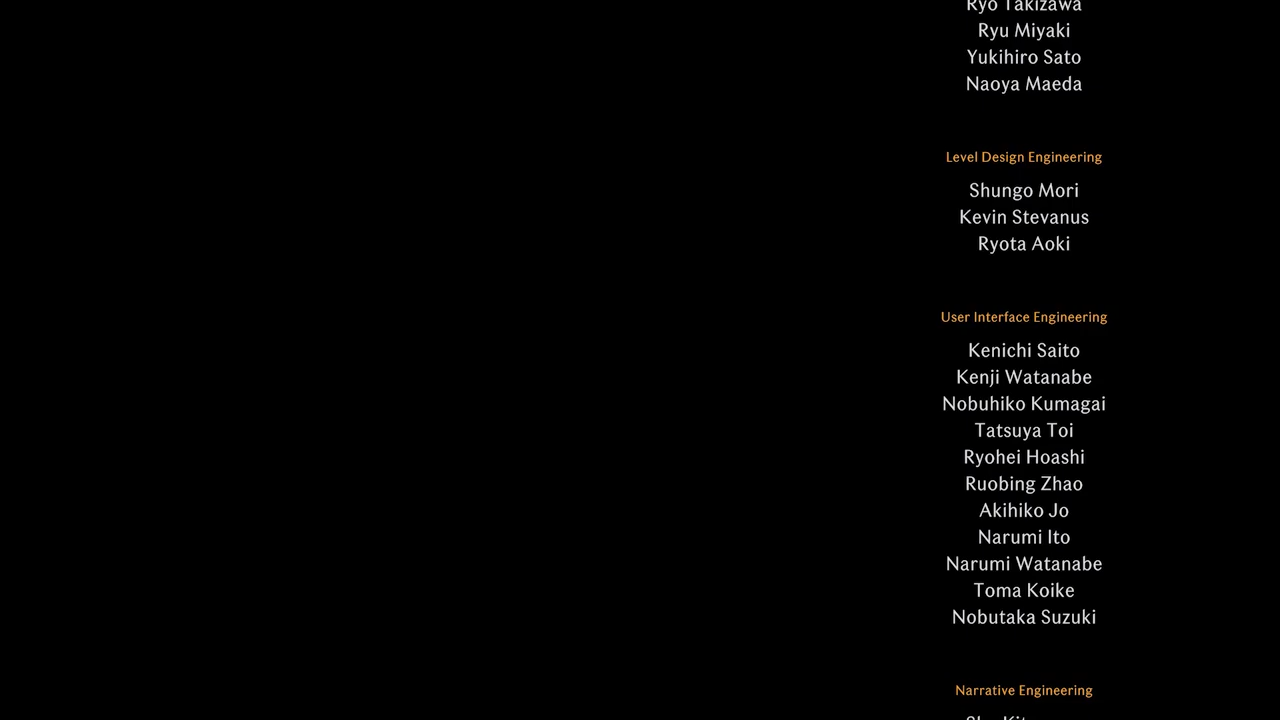 Ryo Takizawa
Ryu Miyaki
Yukihiro Sato
Naoya Maeda
Level Design Engineering
Shungo Mori
Kevin Stevanus
Ryota Aoki
User Interface Engineering
Kenichi Saito
Kenji Watanabe
Nobuhiko Kumagai
Tatsuya Toi
Ryohei Hoashi
Ruobing Zhao
Akihiko Jo
Narumi Ito
Narumi Watanabe
Toma Koike
Nobutaka Suzuki
Narrative Engineering